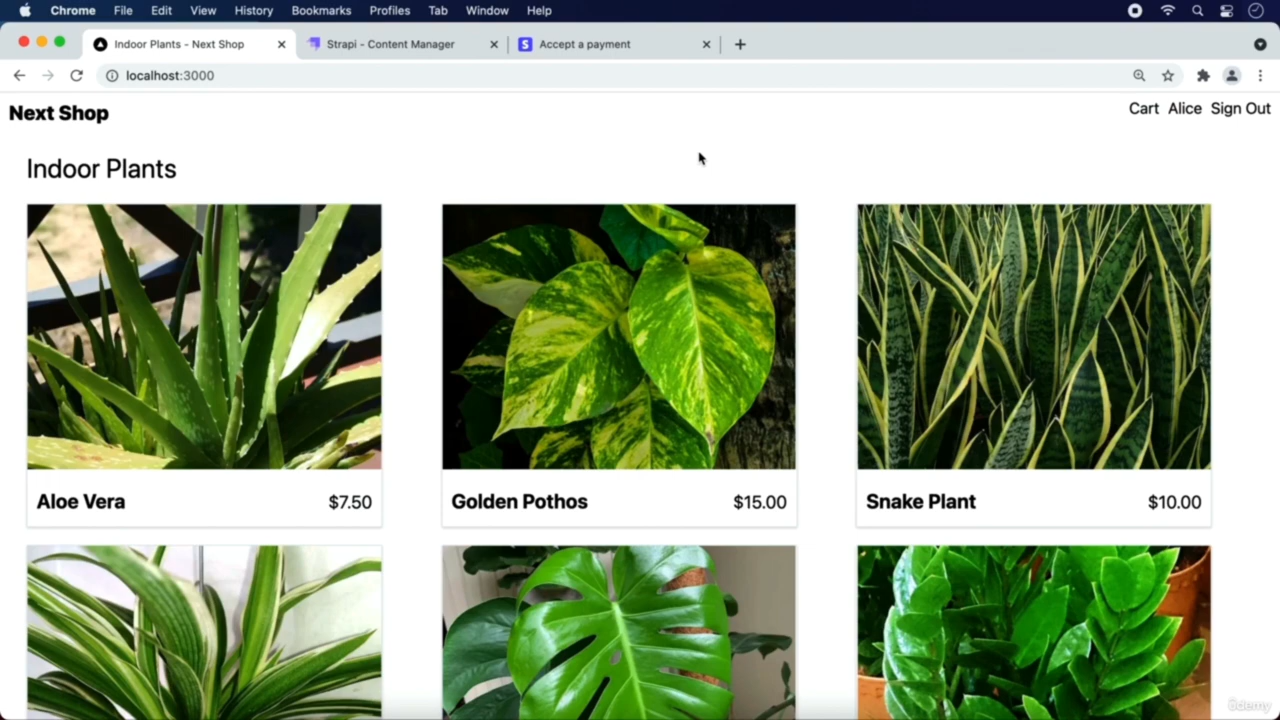 Chrome File Edit View History Bookmarks Profiles Tab Window Help
Indoor Plants - Next Shop Strapi - Content Manager S Accept a payment
localhost:3000
Next Shop Cart Alice Sign Out
Indoor Plants
Aloe Vera $7.50 Golden Pothos $15.00 Snake Plant $10.00
ûdemy